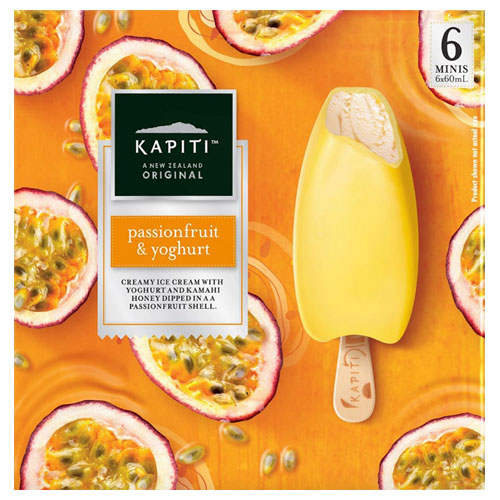 6
MINIS
6x60mL
KAPITI™
A NEW ZEALAND
ORIGINAL
passionfruit
& yoghurt
CREAMY ICE CREAM WITH
YOGHURT AND KAMAHI
HONEY DIPPED IN A A
PASSIONFRUIT SHELL.
Product shown not actual size
KAPITI